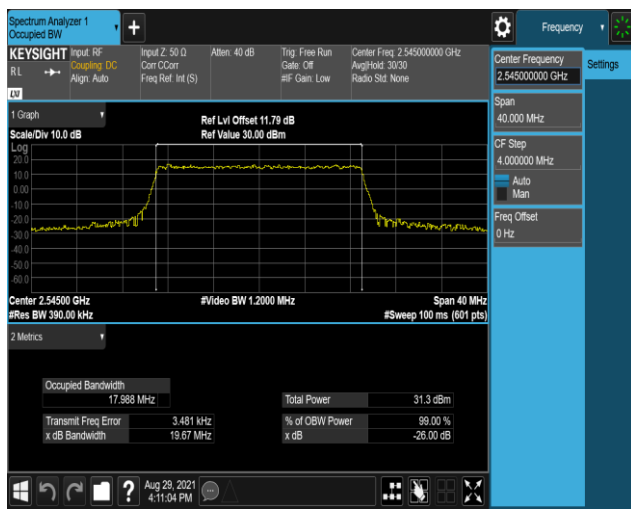 Spectrum Analyzer 1
Occupied BW
+
Frequency
KEYSIGHT
RL
LXI
Input: RF
Coupling: DC
Align: Auto
Input Z: 50 Ω
Corr CCorr
Freq Ref: Int (S)
Atten: 40 dB
Trig: Free Run
Gate: Off
#IF Gain: Low
Center Freq: 2.545000000 GHz
Avg|Hold: 30/30
Radio Std: None
Center Frequency
2.545000000 GHz
Settings
Span
40.000 MHz
CF Step
4.000000 MHz
Auto
Man
Freq Offset
0 Hz
1 Graph
Scale/Div 10.0 dB
Ref Lvl Offset 11.79 dB
Ref Value 30.00 dBm
Log
20.0
10.0
0.00
-10.0
-20.0
-30.0
-40.0
-50.0
-60.0
Center 2.54500 GHz
#Res BW 390.00 kHz
#Video BW 1.2000 MHz
Span 40 MHz
#Sweep 100 ms (601 pts)
2 Metrics
Occupied Bandwidth
17.988 MHz
Total Power 31.3 dBm
Transmit Freq Error 3.481 kHz
% of OBW Power 99.00 %
x dB Bandwidth 19.67 MHz
x dB -26.00 dB
?
Aug 29, 2021
4:11:04 PM